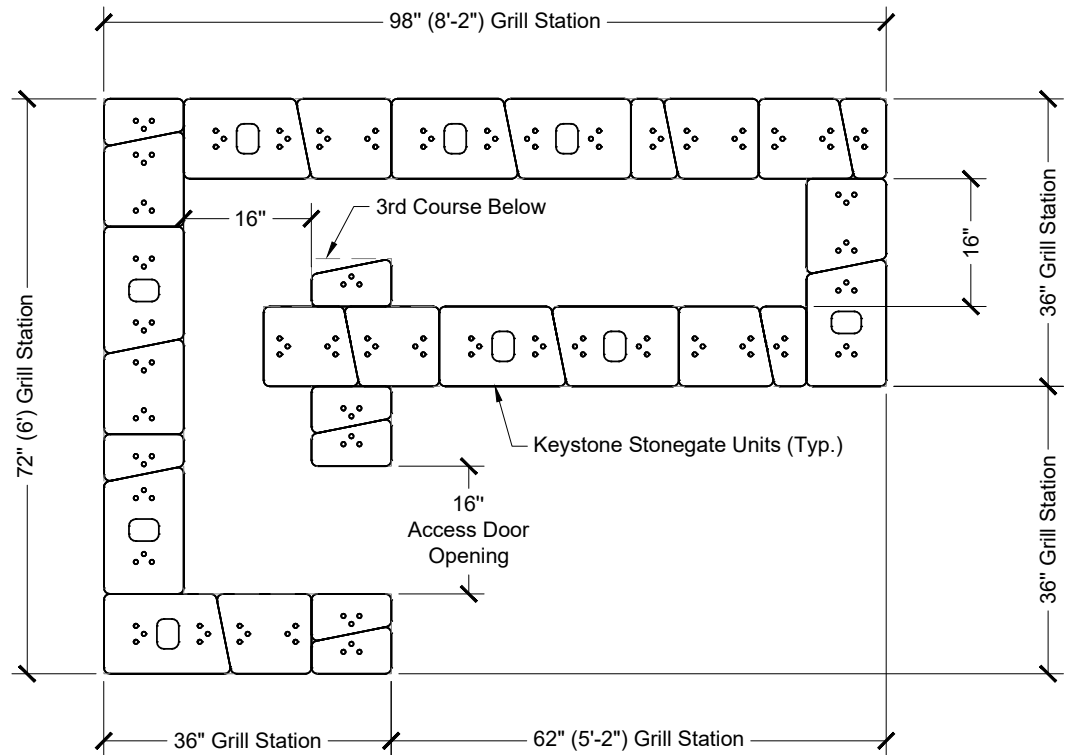 98" (8'-2") Grill Station
16"
3rd Course Below
16"
36" Grill Station
72" (6') Grill Station
Keystone Stonegate Units (Typ.)
16"
Access Door
Opening
36" Grill Station
36" Grill Station
62" (5'-2") Grill Station